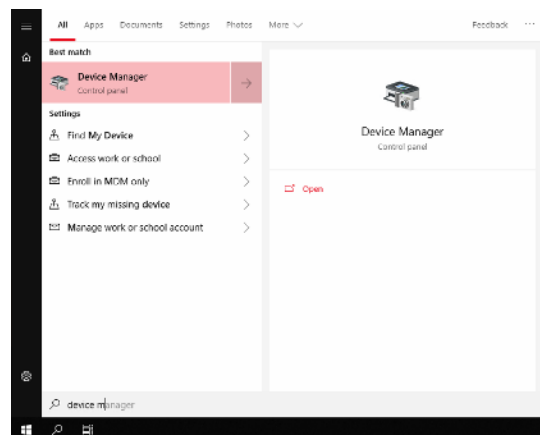 All Apps Documents Settings Photos More Feedback ...
Best match
Device Manager
Control panel
Settings
Find My Device
Access work or school
Enroll in MDM only
Track my missing device
Manage work or school account
Device Manager
Control panel
Open
device manager